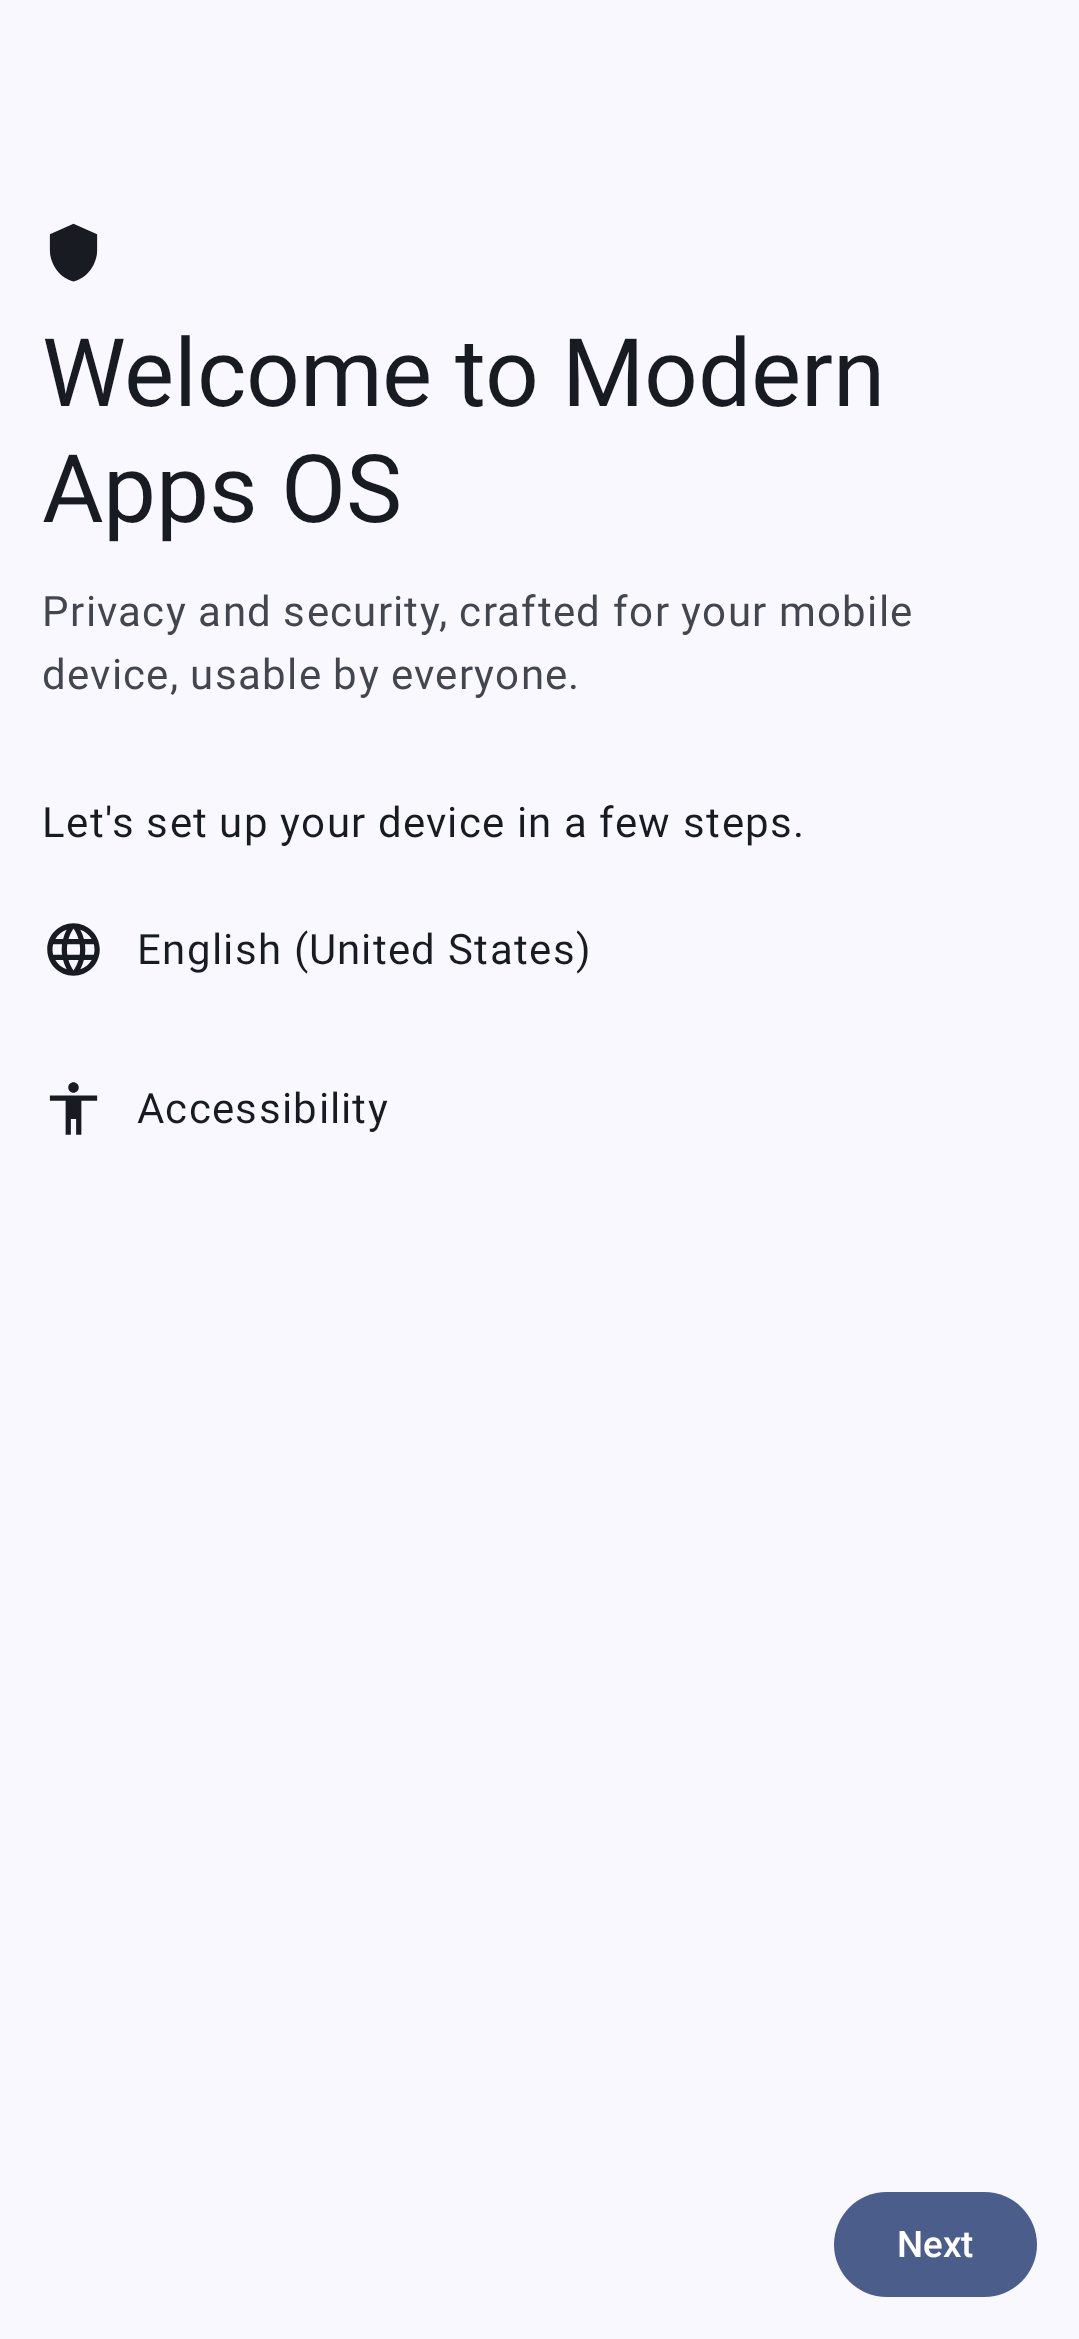 Welcome to Modern
Apps OS
Privacy and security, crafted for your mobile
device, usable by everyone.
Let's set up your device in a few steps.
English (United States)
Accessibility
Next